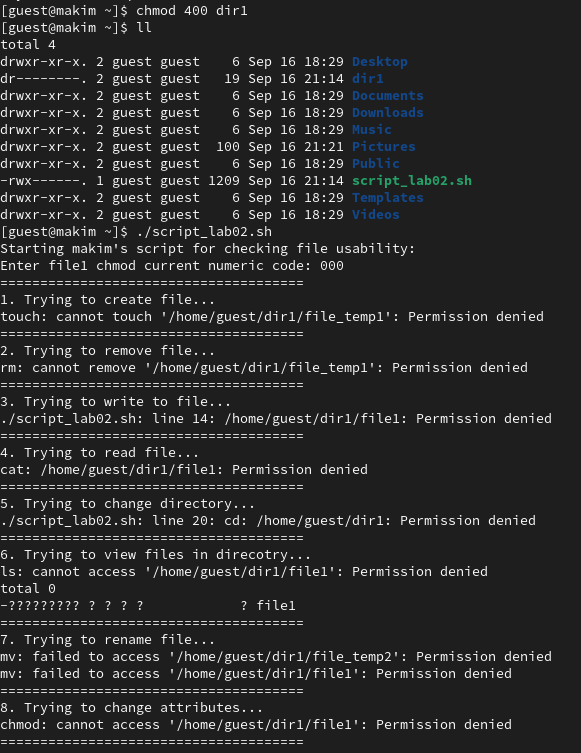 [guest@makim ~]$ chmod 400 dir1
[guest@makim ~]$ ll
total 4
drwxr-xr-x. 2 guest guest    6 Sep 16 18:29 Desktop
dr--------. 2 guest guest   19 Sep 16 21:14 dir1
drwxr-xr-x. 2 guest guest    6 Sep 16 18:29 Documents
drwxr-xr-x. 2 guest guest    6 Sep 16 18:29 Downloads
drwxr-xr-x. 2 guest guest    6 Sep 16 18:29 Music
drwxr-xr-x. 2 guest guest  100 Sep 16 21:21 Pictures
drwxr-xr-x. 2 guest guest    6 Sep 16 18:29 Public
-rwx------. 1 guest guest 1209 Sep 16 21:14 script_lab02.sh
drwxr-xr-x. 2 guest guest    6 Sep 16 18:29 Templates
drwxr-xr-x. 2 guest guest    6 Sep 16 18:29 Videos
[guest@makim ~]$ ./script_lab02.sh
Starting makim's script for checking file usability:
Enter file1 chmod current numeric code: 000
======================================
1. Trying to create file...
touch: cannot touch '/home/guest/dir1/file_temp1': Permission denied
======================================
2. Trying to remove file...
rm: cannot remove '/home/guest/dir1/file_temp1': Permission denied
======================================
3. Trying to write to file...
./script_lab02.sh: line 14: /home/guest/dir1/file1: Permission denied
======================================
4. Trying to read file...
cat: /home/guest/dir1/file1: Permission denied
======================================
5. Trying to change directory...
./script_lab02.sh: line 20: cd: /home/guest/dir1: Permission denied
======================================
6. Trying to view files in direcotry...
ls: cannot access '/home/guest/dir1/file1': Permission denied
total 0
-????????? ? ? ? ?            ? file1
======================================
7. Trying to rename file...
mv: failed to access '/home/guest/dir1/file_temp2': Permission denied
mv: failed to access '/home/guest/dir1/file1': Permission denied
======================================
8. Trying to change attributes...
chmod: cannot access '/home/guest/dir1/file1': Permission denied
======================================